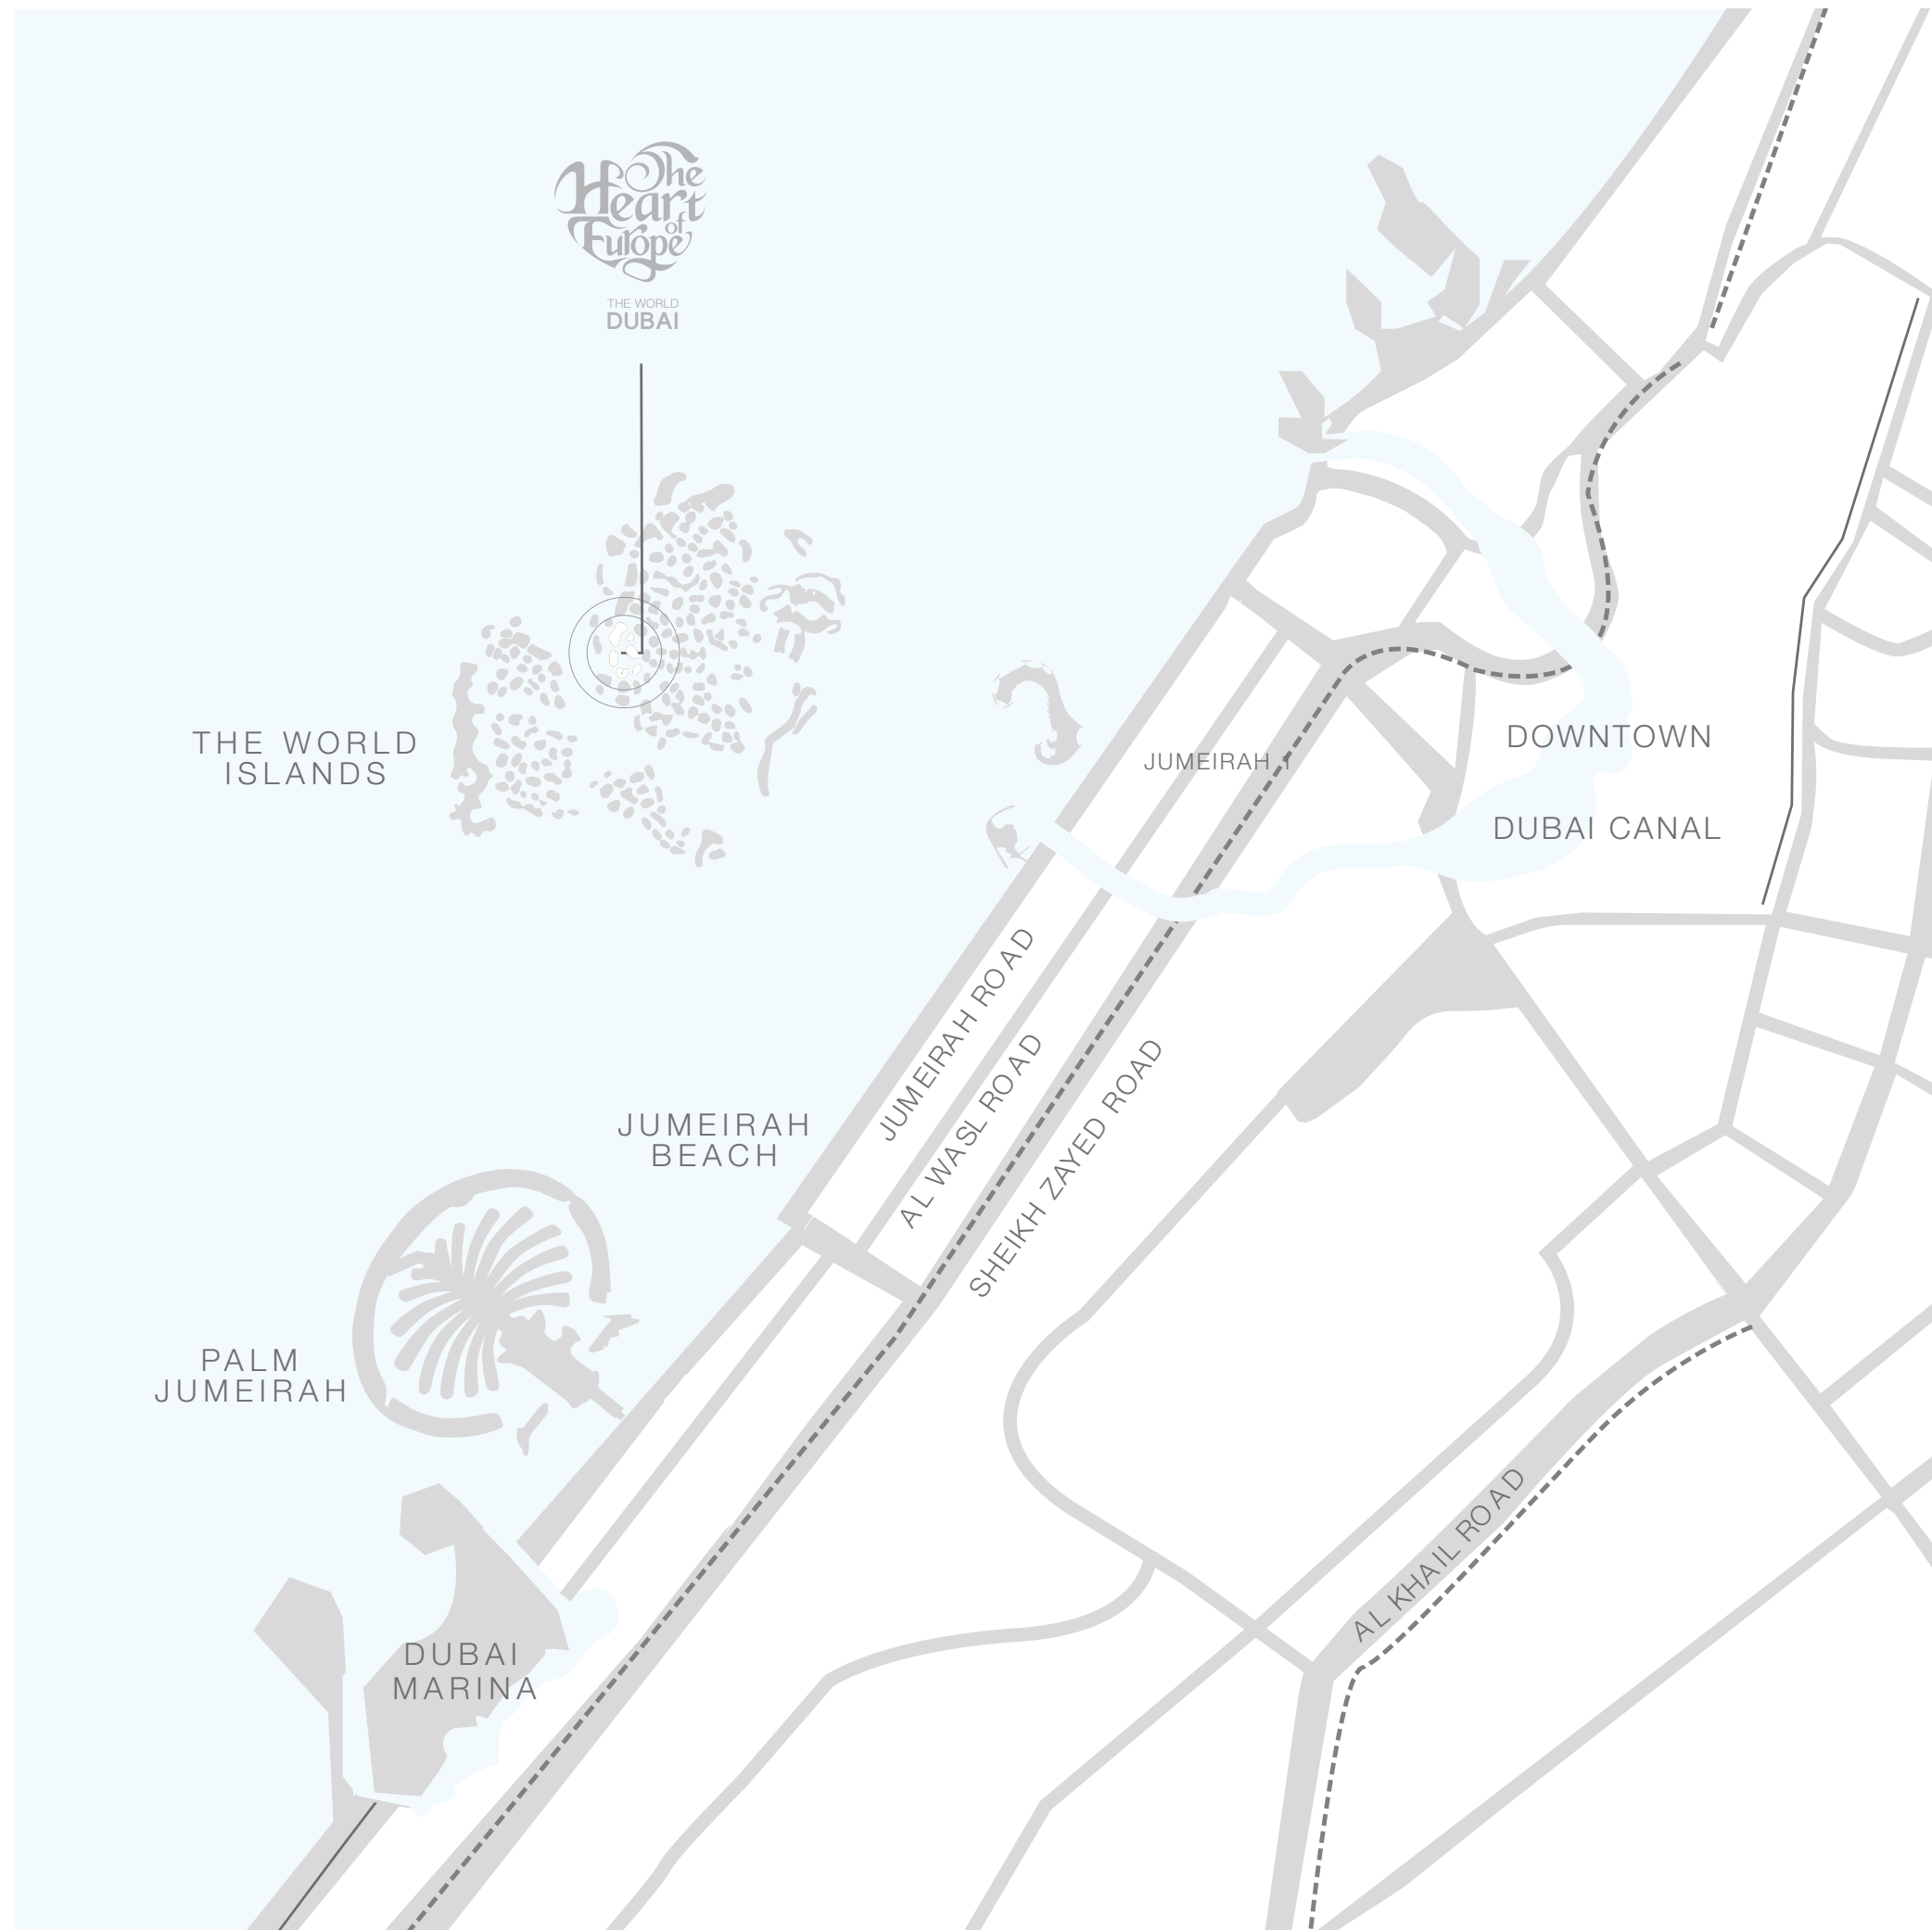 The
Heart
of
Europe
THE WORLD
DUBAI
THE WORLD
ISLANDS
DOWNTOWN
JUMEIRAH 1
DUBAI CANAL
JUMEIRAH ROAD
AL WASL ROAD
SHEIKH ZAYED ROAD
JUMEIRAH
BEACH
PALM
JUMEIRAH
AL KHAIL ROAD
DUBAI
MARINA